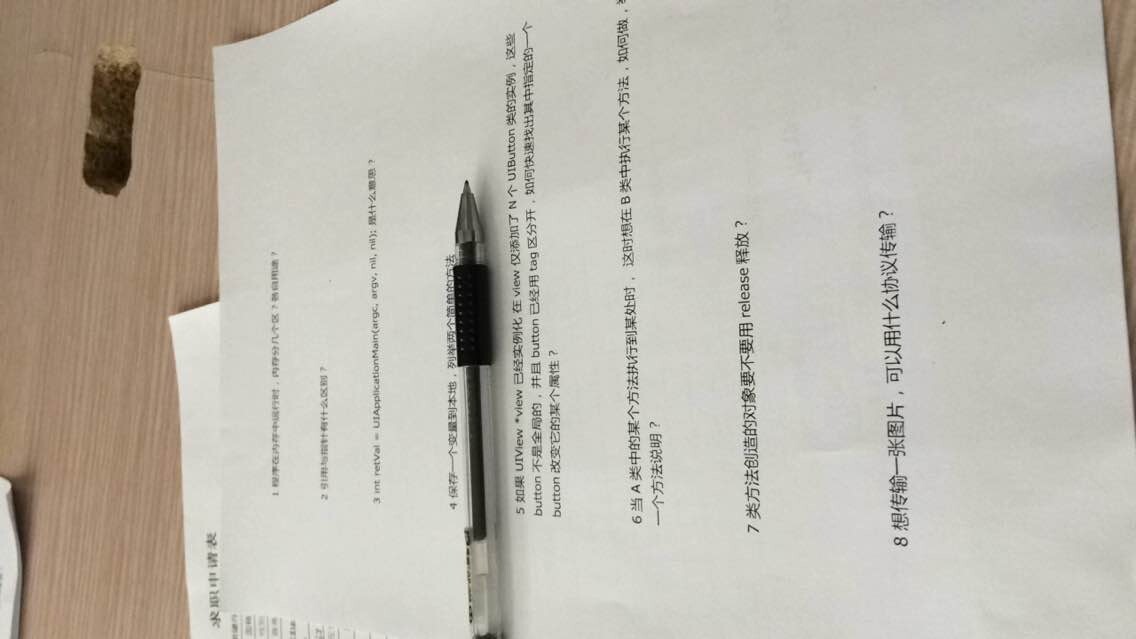 1 程序在内存中运行时，内存分几个区？各自用途？
2 引用与指针有什么区别？
3 int retVal = UIApplicationMain(argc, argv, nil, nil); 是什么意思？
4 保存一个变量到本地，列举两个简单的方法
5 如果 UIView *view 已经实例化 在 view 仅添加了 N 个 UIButton 类的实例，这些
button 不是全局的，并且 button 已经用 tag 区分开，如何快速找出其中指定的一个
button 改变它的某个属性？
6 当 A 类中的某个方法执行到某处时， 这时想在 B 类中执行某个方法，如何做，
一个方法说明？
7 类方法创造的对象要不要用 release 释放？
8 想传输一张图片，可以用什么协议传输？
求职申请表